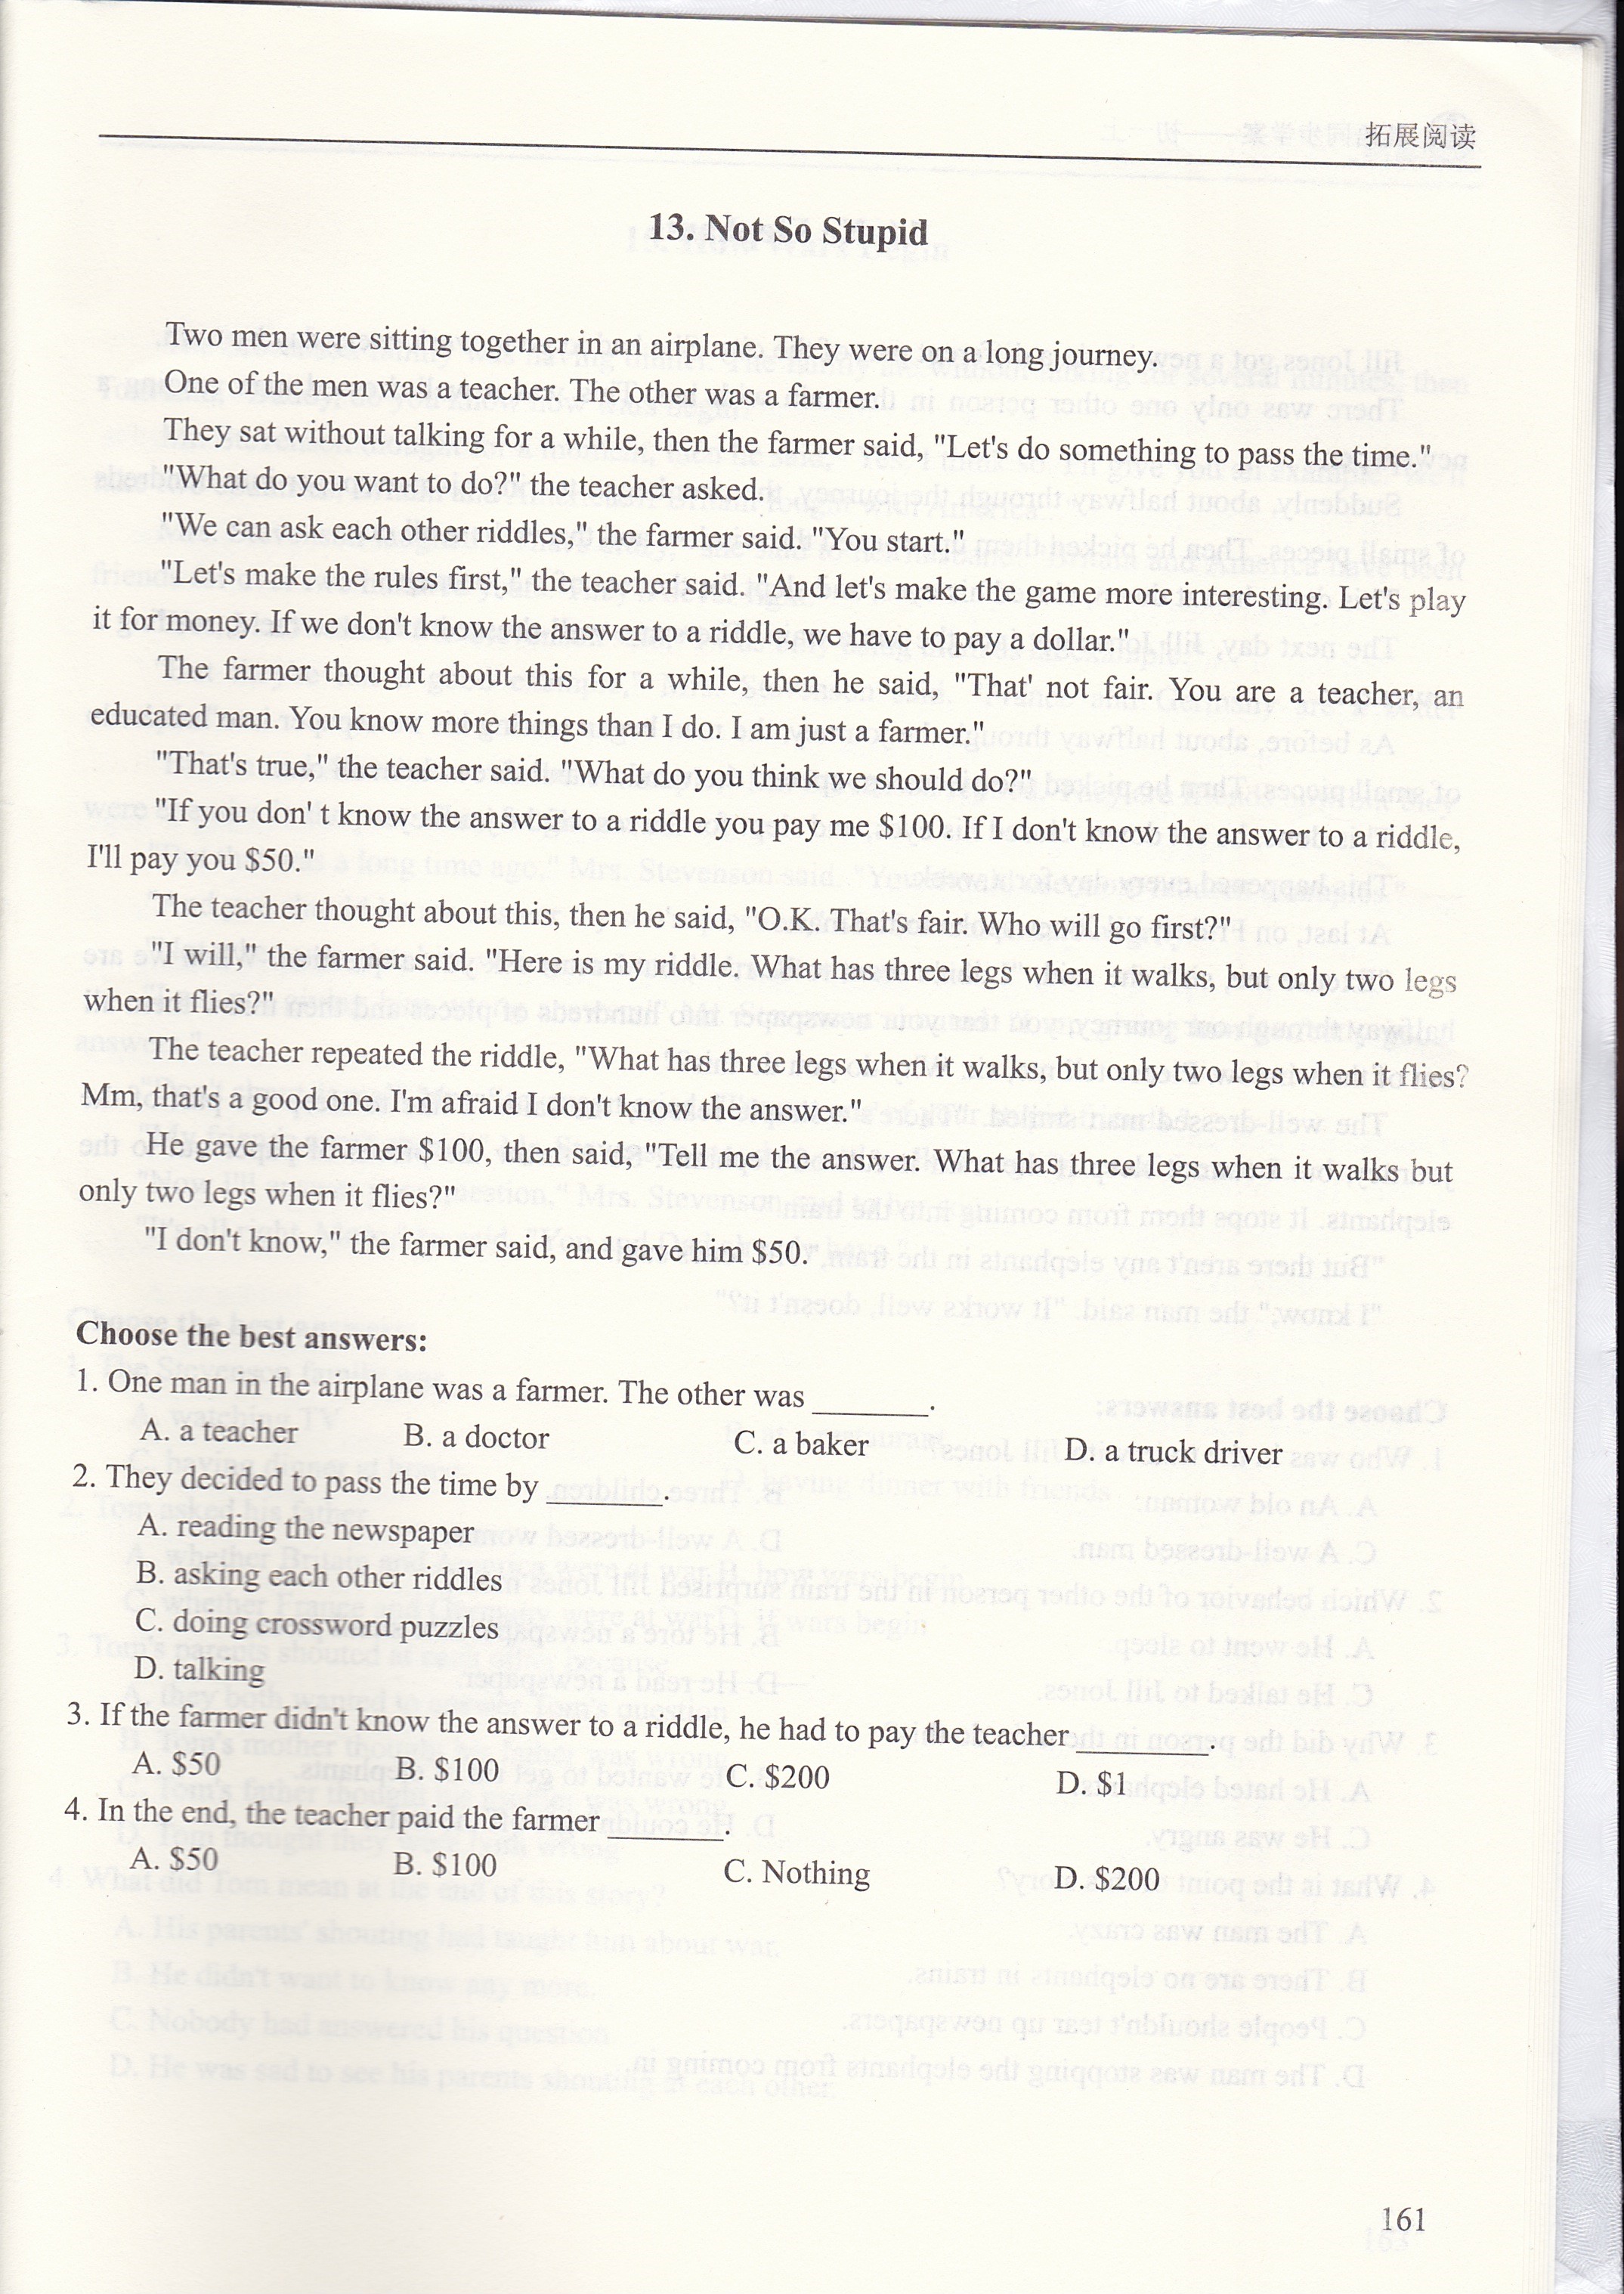 拓展阅读
13. Not So Stupid
Two men were sitting together in an airplane. They were on a long journey.
One of the men was a teacher. The other was a farmer.
They sat without talking for a while, then the farmer said, "Let's do something to pass the time."
"What do you want to do?" the teacher asked.
"We can ask each other riddles," the farmer said. "You start."
"Let's make the rules first," the teacher said. "And let's make the game more interesting. Let's play
it for money. If we don't know the answer to a riddle, we have to pay a dollar."
The farmer thought about this for a while, then he said, "That' not fair. You are a teacher, an
educated man. You know more things than I do. I am just a farmer."
"That's true," the teacher said. "What do you think we should do?"
"If you don' t know the answer to a riddle you pay me $100. If I don't know the answer to a riddle,
I'll pay you $50."
The teacher thought about this, then he said, "O.K. That's fair. Who will go first?"
"I will," the farmer said. "Here is my riddle. What has three legs when it walks, but only two legs
when it flies?"
The teacher repeated the riddle, "What has three legs when it walks, but only two legs when it flies?
Mm, that's a good one. I'm afraid I don't know the answer."
He gave the farmer $100, then said, "Tell me the answer. What has three legs when it walks but
only two legs when it flies?"
"I don't know," the farmer said, and gave him $50.
Choose the best answers:
1. One man in the airplane was a farmer. The other was _______.
A. a teacher B. a doctor C. a baker D. a truck driver
2. They decided to pass the time by _______.
A. reading the newspaper
B. asking each other riddles
C. doing crossword puzzles
D. talking
3. If the farmer didn't know the answer to a riddle, he had to pay the teacher ________.
A. $50 B. $100 C. $200 D. $1
4. In the end, the teacher paid the farmer _______.
A. $50 B. $100 C. Nothing D. $200
161